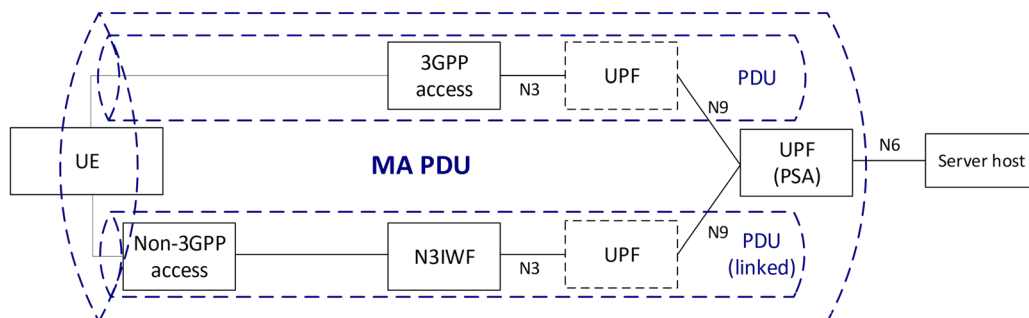 3GPP
access
N3
UPF
PDU
N9
UE
MA PDU
UPF
(PSA)
N6
Server host
Non-3GPP
access
N3IWF
N3
UPF
N9
PDU
(linked)